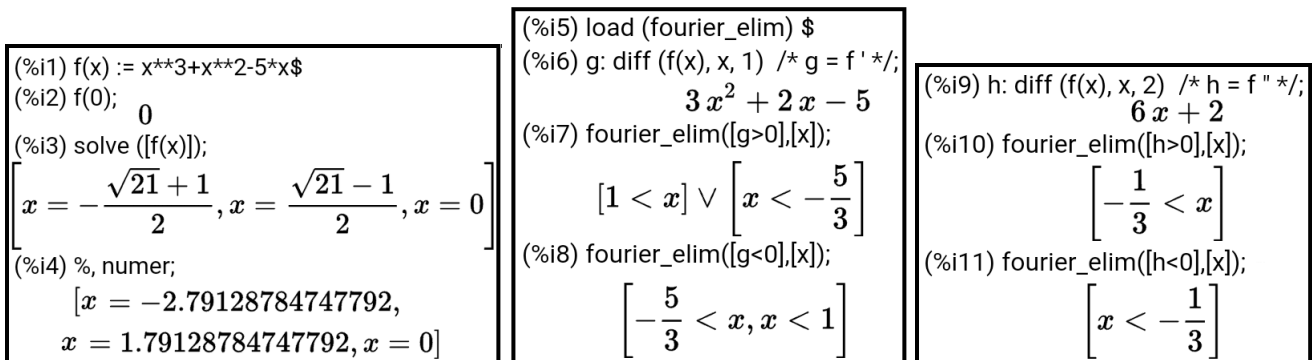 (%i1) f(x) := x**3+x**2-5*x$
(%i2) f(0);
0
(%i3) solve ([f(x)]);
[x = −(√21 + 1)/2, x = (√21 − 1)/2, x = 0]
(%i4) %, numer;
[x = −2.79128784747792,
x = 1.79128784747792, x = 0]
(%i5) load (fourier_elim) $
(%i6) g: diff (f(x), x, 1) /* g = f ' */;
3 x² + 2 x − 5
(%i7) fourier_elim([g>0],[x]);
[1 < x] ∨ [x < −5/3]
(%i8) fourier_elim([g<0],[x]);
[−5/3 < x, x < 1]
(%i9) h: diff (f(x), x, 2) /* h = f " */;
6 x + 2
(%i10) fourier_elim([h>0],[x]);
[−1/3 < x]
(%i11) fourier_elim([h<0],[x]);
[x < −1/3]